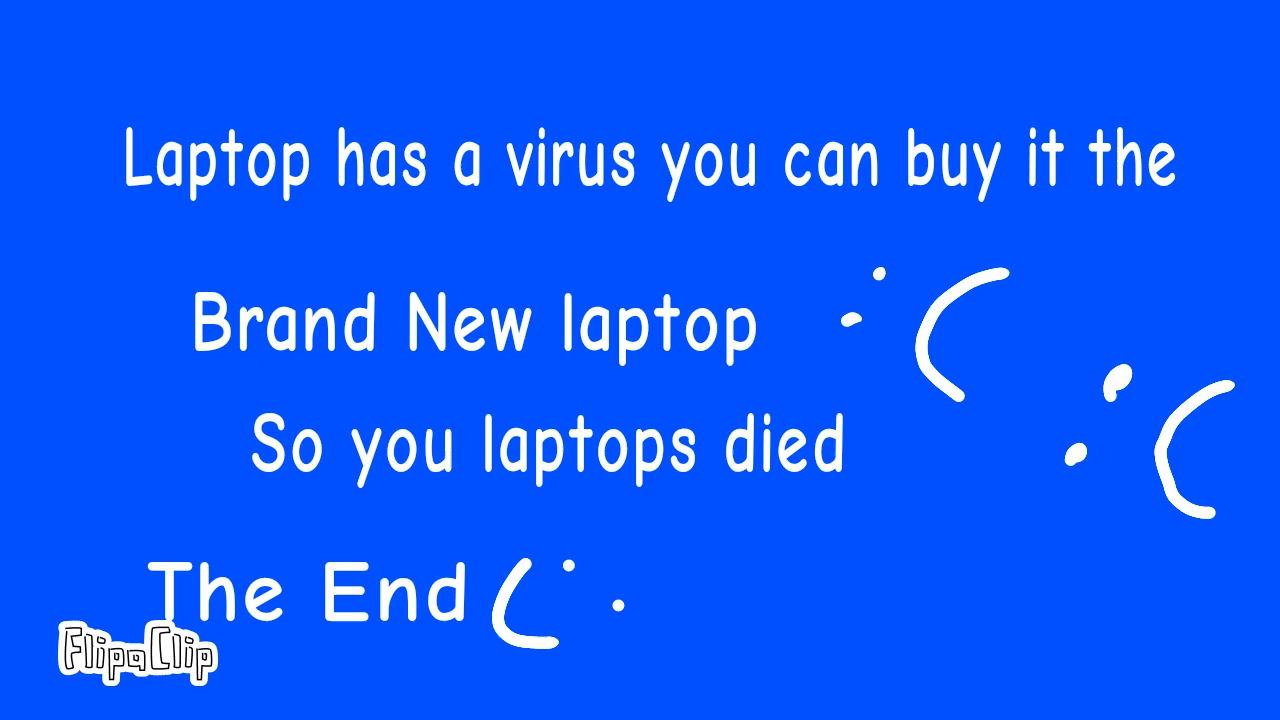 Laptop has a virus you can buy it the
Brand New laptop :(
So you laptops died :(
The End (:
FlipaClip